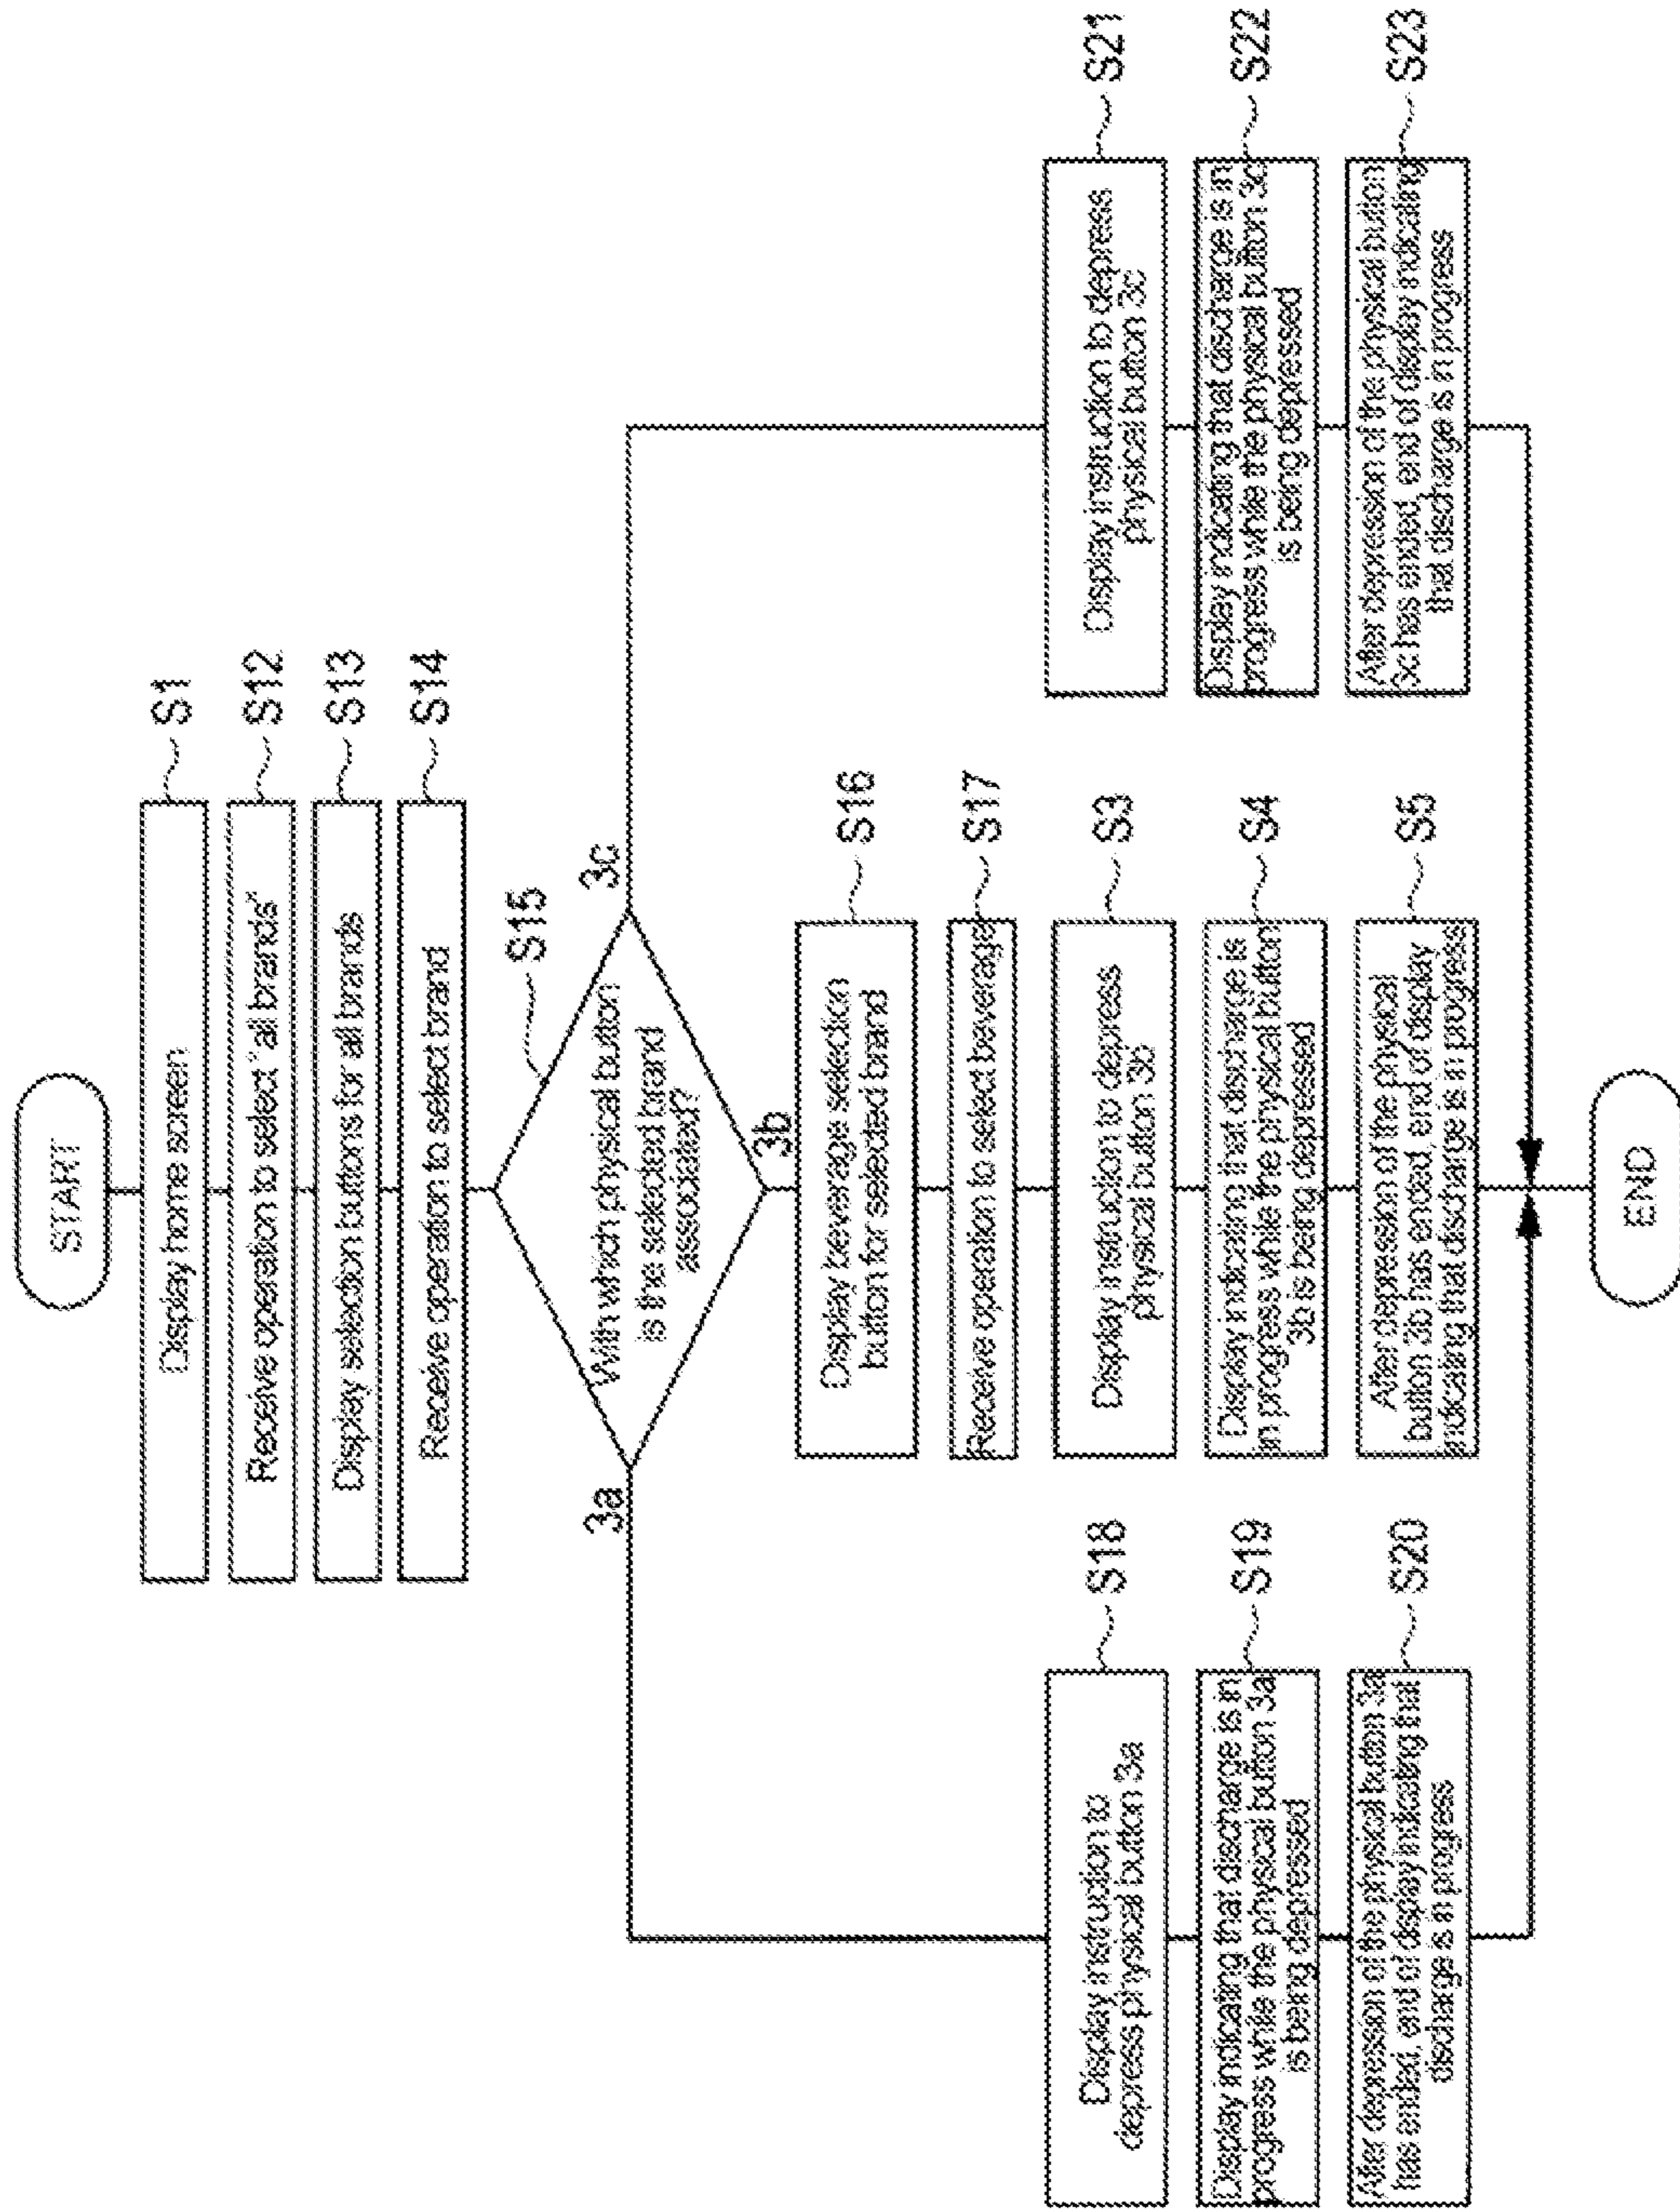 START
Display home screen
S1
Receive operation to select "all brands"
S12
Display selection buttons for all brands
S13
Receive operation to select brand
S14
With which physical button
is the selected brand
associated?
S15
3a
3b
3c
Display instruction to
depress physical button 3a
S18
Display indicating that discharge is in
progress while the physical button 3a
is being depressed
S19
After depression of the physical button 3a
has ended, end of display indicating that
discharge is in progress
S20
Display beverage selection
button for selected brand
S16
Receive operation to select beverage
S17
Display instruction to depress
physical button 3b
S3
Display indicating that discharge is
in progress while the physical button
3b is being depressed
S4
After depression of the physical
button 3b has ended, end of display
indicating that discharge is in progress
S5
Display instruction to depress
physical button 3c
S21
Display indicating that discharge is in
progress while the physical button 3c
is being depressed
S22
After depression of the physical button
3c has ended, end of display indicating
that discharge is in progress
S23
END